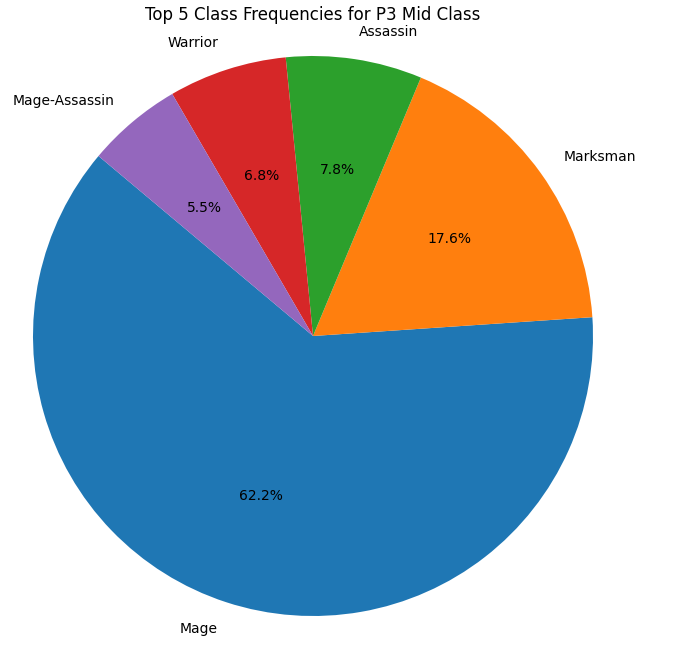 Top 5 Class Frequencies for P3 Mid Class
Assassin
Warrior
Mage-Assassin
Marksman
7.8%
6.8%
5.5%
17.6%
62.2%
Mage